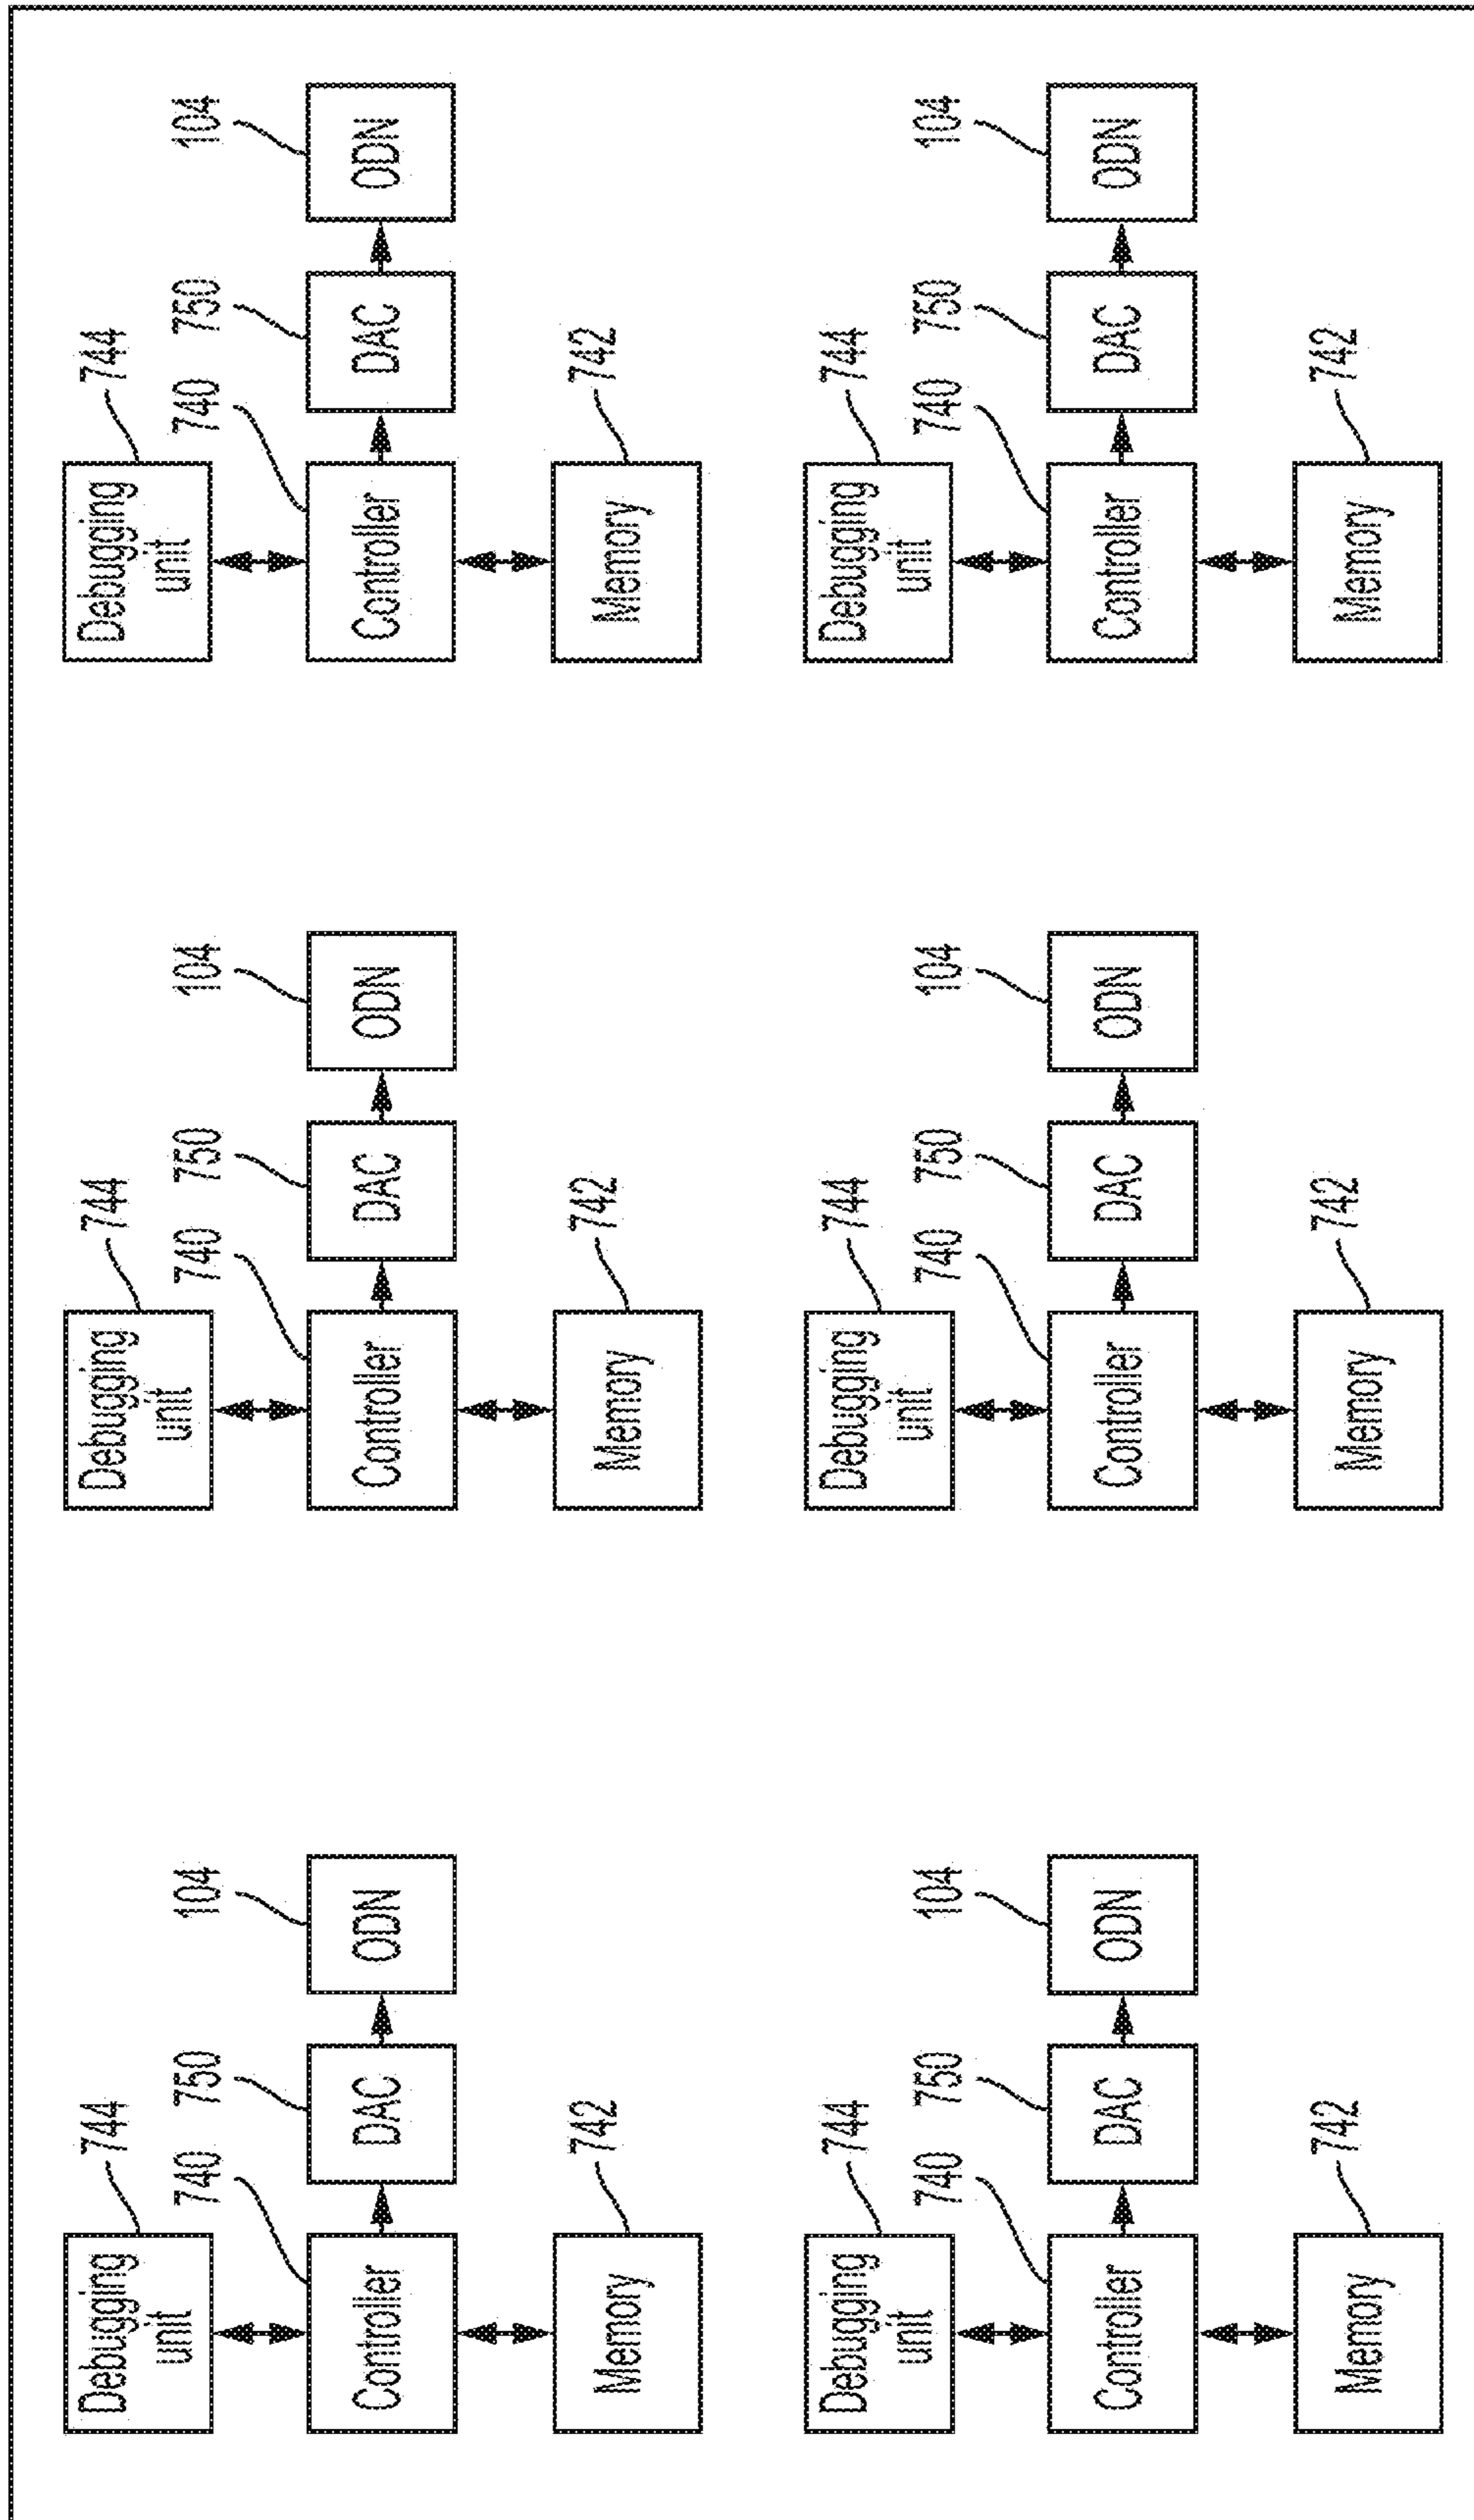 Debugging
unit
744
740
750
104
Controller
DAC
ODN
Memory
742
Debugging
unit
744
740
750
104
Controller
DAC
ODN
Memory
742
Debugging
unit
744
740
750
104
Controller
DAC
ODN
Memory
742
Debugging
unit
744
740
750
104
Controller
DAC
ODN
Memory
742
Debugging
unit
744
740
750
104
Controller
DAC
ODN
Memory
742
Debugging
unit
744
740
750
104
Controller
DAC
ODN
Memory
742